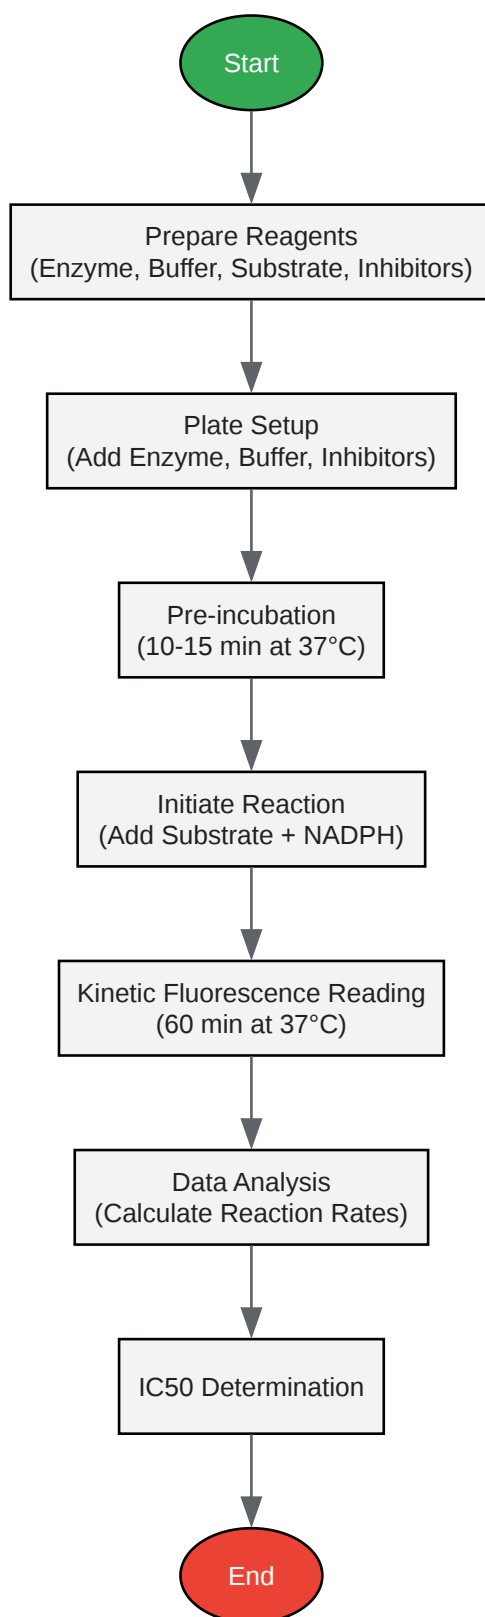 Start
Prepare Reagents
(Enzyme, Buffer, Substrate, Inhibitors)
Plate Setup
(Add Enzyme, Buffer, Inhibitors)
Pre-incubation
(10-15 min at 37°C)
Initiate Reaction
(Add Substrate + NADPH)
Kinetic Fluorescence Reading
(60 min at 37°C)
Data Analysis
(Calculate Reaction Rates)
IC50 Determination
End